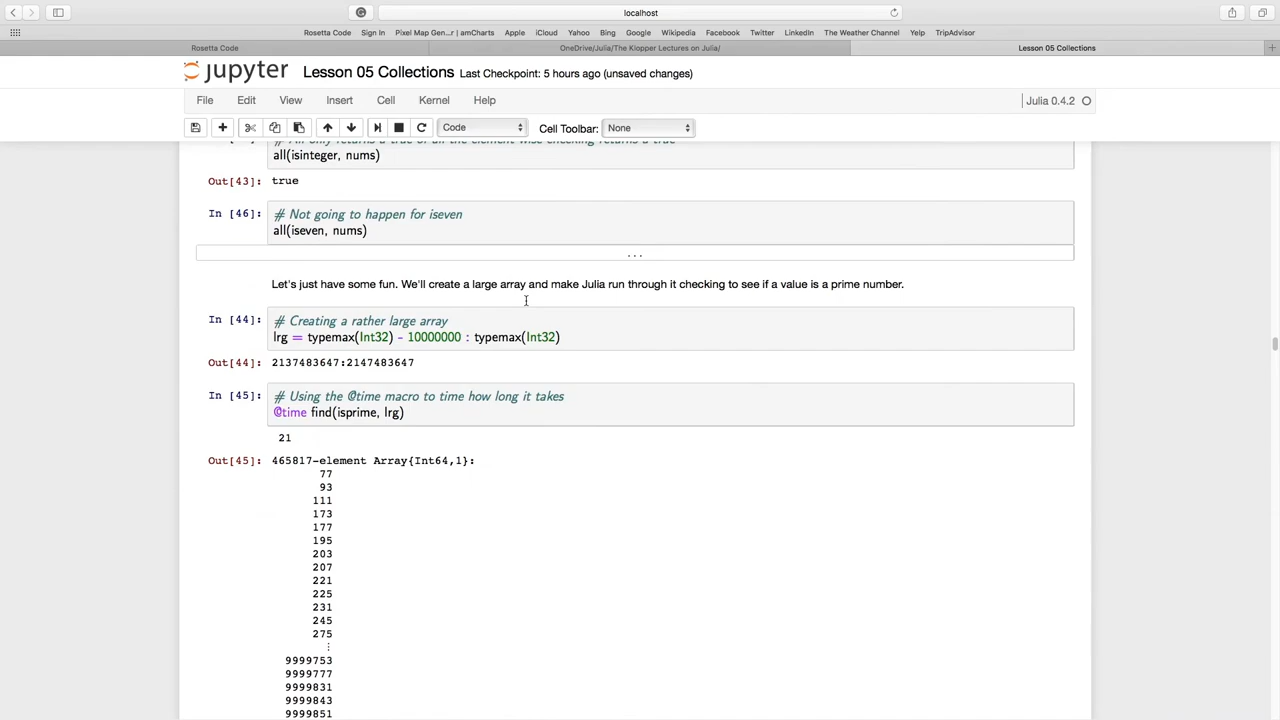 localhost
Rosetta Code Sign In Pixel Map Gen...r | amCharts Apple iCloud Yahoo Bing Google Wikipedia Facebook Twitter LinkedIn The Weather Channel Yelp TripAdvisor
Rosetta Code OneDrive/Julia/The Klopper Lectures on Julia/ Lesson 05 Collections
jupyter Lesson 05 Collections Last Checkpoint: 5 hours ago (unsaved changes)
File Edit View Insert Cell Kernel Help Julia 0.4.2
Code Cell Toolbar: None
all(isinteger, nums)
Out[43]: true
In [46]: # Not going to happen for iseven
all(iseven, nums)
...
Let's just have some fun. We'll create a large array and make Julia run through it checking to see if a value is a prime number.
In [44]: # Creating a rather large array
lrg = typemax(Int32) - 10000000 : typemax(Int32)
Out[44]: 2137483647:2147483647
In [45]: # Using the @time macro to time how long it takes
@time find(isprime, lrg)
21
Out[45]: 465817-element Array{Int64,1}:
77
93
111
173
177
195
203
207
221
225
231
245
275
⋮
9999753
9999777
9999831
9999843
9999851